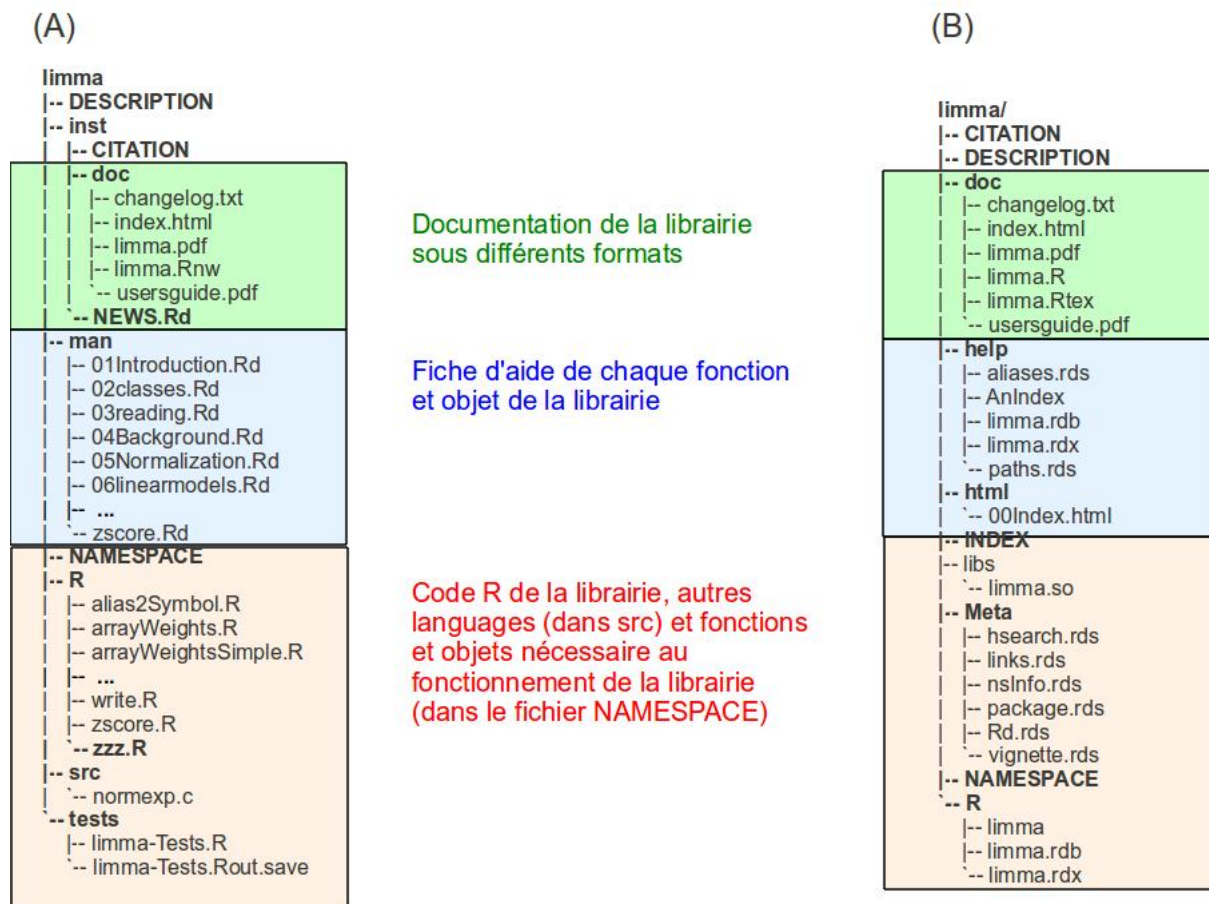 (A)
limma
|-- DESCRIPTION
|-- inst
|   |-- CITATION
|   |-- doc
|   |   |-- changelog.txt
|   |   |-- index.html
|   |   |-- limma.pdf
|   |   |-- limma.Rnw
|   |   `-- usersguide.pdf
|   `-- NEWS.Rd
|-- man
|   |-- 01Introduction.Rd
|   |-- 02classes.Rd
|   |-- 03reading.Rd
|   |-- 04Background.Rd
|   |-- 05Normalization.Rd
|   |-- 06linearmodels.Rd
|   |-- ...
|   `-- zscore.Rd
|-- NAMESPACE
|-- R
|   |-- alias2Symbol.R
|   |-- arrayWeights.R
|   |-- arrayWeightsSimple.R
|   |-- ...
|   |-- write.R
|   |-- zscore.R
|   `-- zzz.R
|-- src
|   `-- normexp.c
`-- tests
    |-- limma-Tests.R
    `-- limma-Tests.Rout.save
Documentation de la librairie
sous différents formats
Fiche d'aide de chaque fonction
et objet de la librairie
Code R de la librairie, autres
languages (dans src) et fonctions
et objets nécessaire au
fonctionnement de la librairie
(dans le fichier NAMESPACE)
(B)
limma/
|-- CITATION
|-- DESCRIPTION
|-- doc
|   |-- changelog.txt
|   |-- index.html
|   |-- limma.pdf
|   |-- limma.R
|   |-- limma.Rtex
|   `-- usersguide.pdf
|-- help
|   |-- aliases.rds
|   |-- AnIndex
|   |-- limma.rdb
|   |-- limma.rdx
|   `-- paths.rds
|-- html
|   `-- 00Index.html
|-- INDEX
|-- libs
|   `-- limma.so
|-- Meta
|   |-- hsearch.rds
|   |-- links.rds
|   |-- nsInfo.rds
|   |-- package.rds
|   |-- Rd.rds
|   `-- vignette.rds
|-- NAMESPACE
`-- R
    |-- limma
    |-- limma.rdb
    `-- limma.rdx